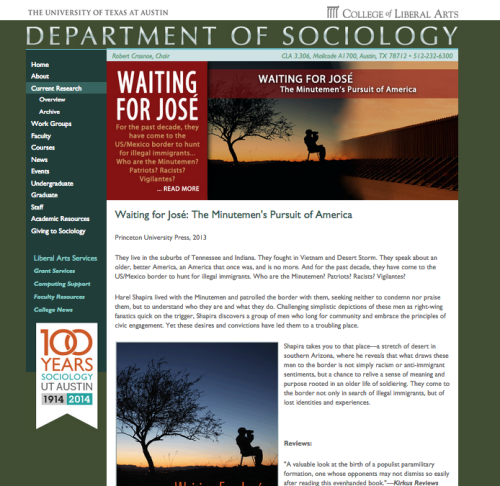 THE UNIVERSITY OF TEXAS AT AUSTIN
COLLEGE of LIBERAL ARTS
DEPARTMENT OF SOCIOLOGY
Robert Crosnoe, Chair
CLA 3.306, Mailcode A1700, Austin, TX 78712 • 512-232-6300
Home
About
Current Research
Overview
Archive
Work Groups
Faculty
Courses
News
Events
Undergraduate
Graduate
Staff
Academic Resources
Giving to Sociology
Liberal Arts Services
Grant Services
Computing Support
Faculty Resources
College News
100
YEARS
SOCIOLOGY
UT AUSTIN
1914 2014
WAITING
FOR JOSÉ
For the past decade, they
have come to the
US/Mexico border to hunt
for illegal immigrants...
Who are the Minutemen?
Patriots? Racists?
Vigilantes?
... READ MORE
WAITING FOR JOSÉ
The Minutemen's Pursuit of America
Waiting for José: The Minutemen's Pursuit of America
Princeton University Press, 2013
They live in the suburbs of Tennessee and Indiana. They fought in Vietnam and Desert Storm. They speak about an
older, better America, an America that once was, and is no more. And for the past decade, they have come to the
US/Mexico border to hunt for illegal immigrants. Who are the Minutemen? Patriots? Racists? Vigilantes?
Harel Shapira lived with the Minutemen and patrolled the border with them, seeking neither to condemn nor praise
them, but to understand who they are and what they do. Challenging simplistic depictions of these men as right-wing
fanatics quick on the trigger, Shapira discovers a group of men who long for community and embrace the principles of
civic engagement. Yet these desires and convictions have led them to a troubling place.
Shapira takes you to that place—a stretch of desert in
southern Arizona, where he reveals that what draws these
men to the border is not simply racism or anti-immigrant
sentiments, but a chance to relive a sense of meaning and
purpose rooted in an older life of soldiering. They come to
the border not only in search of illegal immigrants, but of
lost identities and experiences.
Reviews:
"A valuable look at the birth of a populist paramilitary
formation, one whose opponents may not dismiss so easily
after reading this evenhanded book."—Kirkus Reviews
Waiting For José